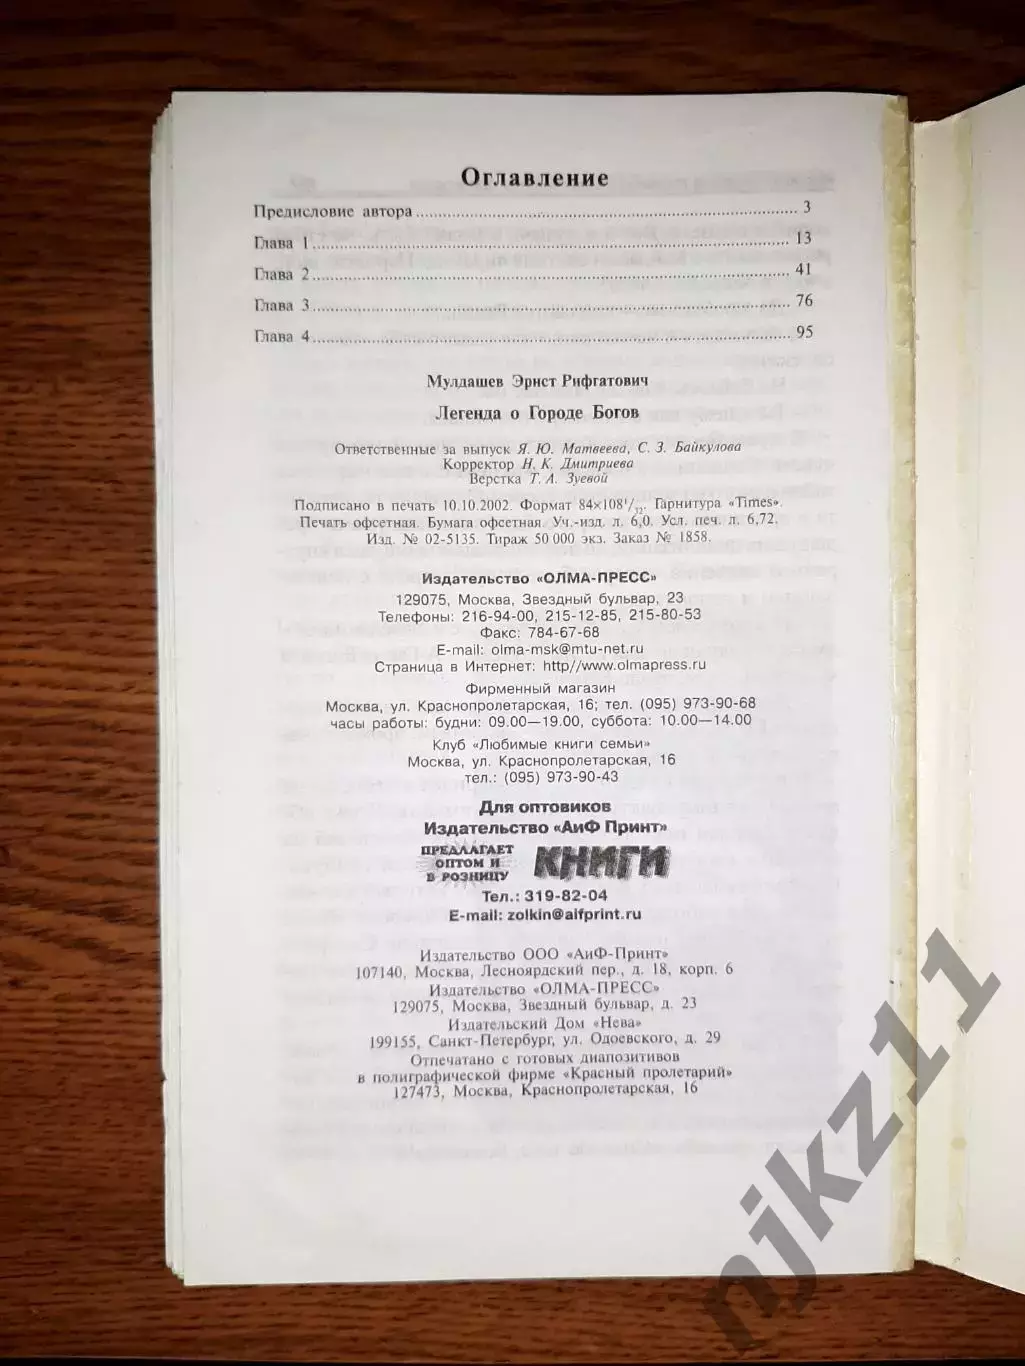 Оглавление
Предисловие автора 3
Глава 1 13
Глава 2 41
Глава 3 76
Глава 4 95
Мулдашев Эрнст Рифгатович
Легенда о Городе Богов
Ответственные за выпуск Я. Ю. Матвеева, С. З. Байкулова
Корректор Н. К. Дмитриева
Верстка Т. А. Зуевой
Подписано в печать 10.10.2002. Формат 84×108¹/₃₂. Гарнитура «Times».
Печать офсетная. Бумага офсетная. Уч.-изд. л. 6,0. Усл. печ. л. 6,72.
Изд. № 02-5135. Тираж 50 000 экз. Заказ № 1858.
Издательство «ОЛМА-ПРЕСС»
129075, Москва, Звездный бульвар, 23
Телефоны: 216-94-00, 215-12-85, 215-80-53
Факс: 784-67-68
E-mail: olma-msk@mtu-net.ru
Страница в Интернет: http//www.olmapress.ru
Фирменный магазин
Москва, ул. Краснопролетарская, 16; тел. (095) 973-90-68
часы работы: будни: 09.00—19.00, суббота: 10.00—14.00
Клуб «Любимые книги семьи»
Москва, ул. Краснопролетарская, 16
тел.: (095) 973-90-43
Для оптовиков
Издательство «АиФ Принт»
ПРЕДЛАГАЕТ
ОПТОМ И
В РОЗНИЦУ
КНИГИ
Тел.: 319-82-04
E-mail: zolkin@aifprint.ru
Издательство ООО «АиФ-Принт»
107140, Москва, Лесноярдский пер., д. 18, корп. 6
Издательство «ОЛМА-ПРЕСС»
129075, Москва, Звездный бульвар, д. 23
Издательский Дом «Нева»
199155, Санкт-Петербург, ул. Одоевского, д. 29
Отпечатано с готовых диапозитивов
в полиграфической фирме «Красный пролетарий»
127473, Москва, Краснопролетарская, 16
njkz11